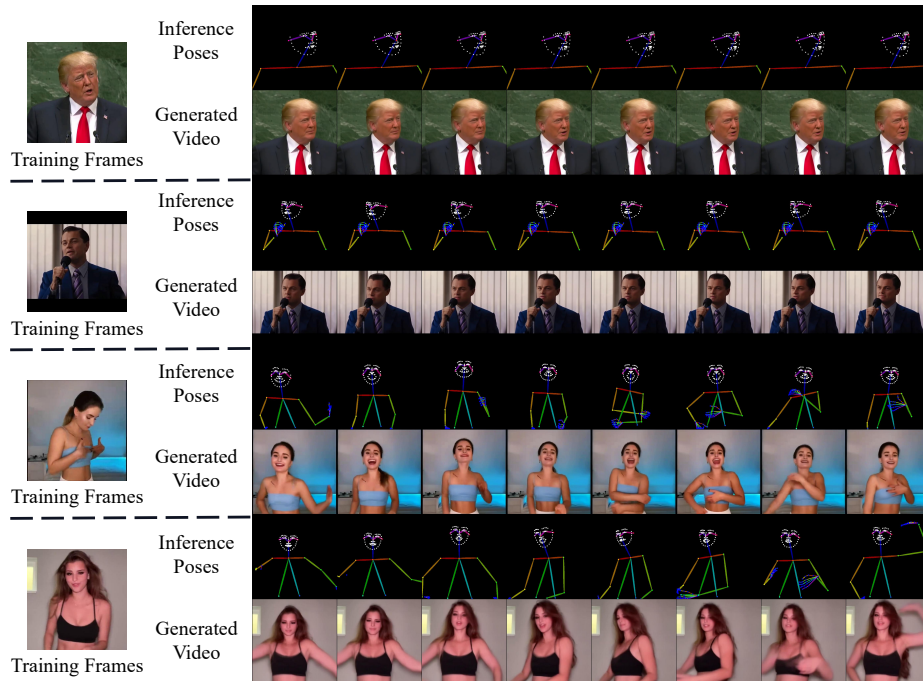 Inference
Poses
Generated
Video
Training Frames
Inference
Poses
Generated
Video
Training Frames
Inference
Poses
Generated
Video
Training Frames
Inference
Poses
Generated
Video
Training Frames